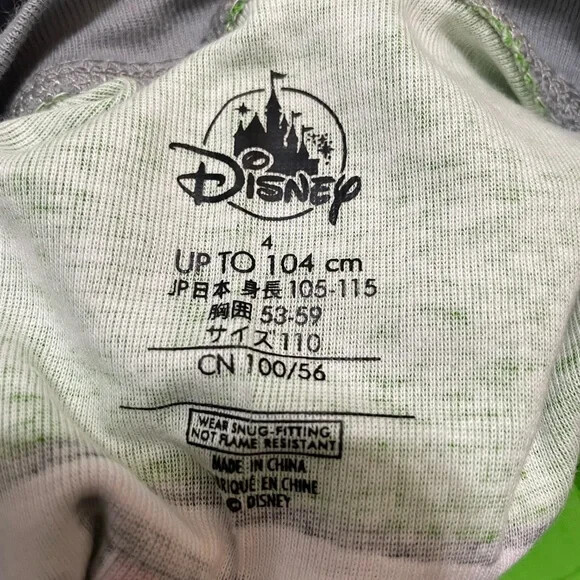 Disney
4
UP TO 104 cm
JP日本 身長 105-115
胸囲 53-59
サイズ 110
CN 100/56
WEAR SNUG-FITTING
NOT FLAME RESISTANT
MADE IN CHINA
EN CHINE
© DISNEY